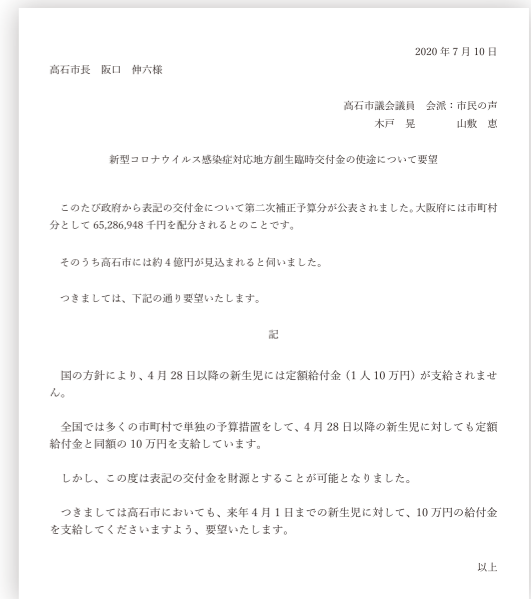 2020 年 7 月 10 日
高石市長　阪口　伸六様
高石市議会議員　会派：市民の声
木戸　晃　　　　山敷　恵
新型コロナウイルス感染症対応地方創生臨時交付金の使途について要望
このたび政府から表記の交付金について第二次補正予算分が公表されました。大阪府には市町村
分として 65,286,948 千円を配分されるとのことです。
そのうち高石市には約 4 億円が見込まれると伺いました。
つきましては、下記の通り要望いたします。
記
国の方針により、4 月 28 日以降の新生児には定額給付金（1 人 10 万円）が支給されませ
ん。
全国では多くの市町村で単独の予算措置をして、4 月 28 日以降の新生児に対しても定額
給付金と同額の 10 万円を支給しています。
しかし、この度は表記の交付金を財源とすることが可能となりました。
つきましては高石市においても、来年 4 月 1 日までの新生児に対して、10 万円の給付金
を支給してくださいますよう、要望いたします。
以上